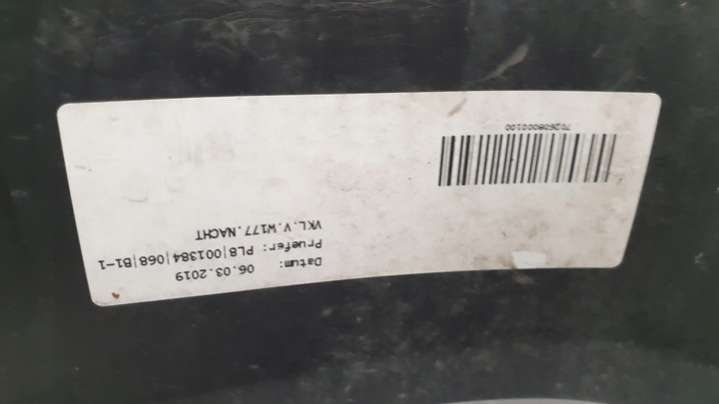 Datum: 06.03.2019
Pruefer: PL8|001384|068|B1-1
VKL.V.W177.NACHT